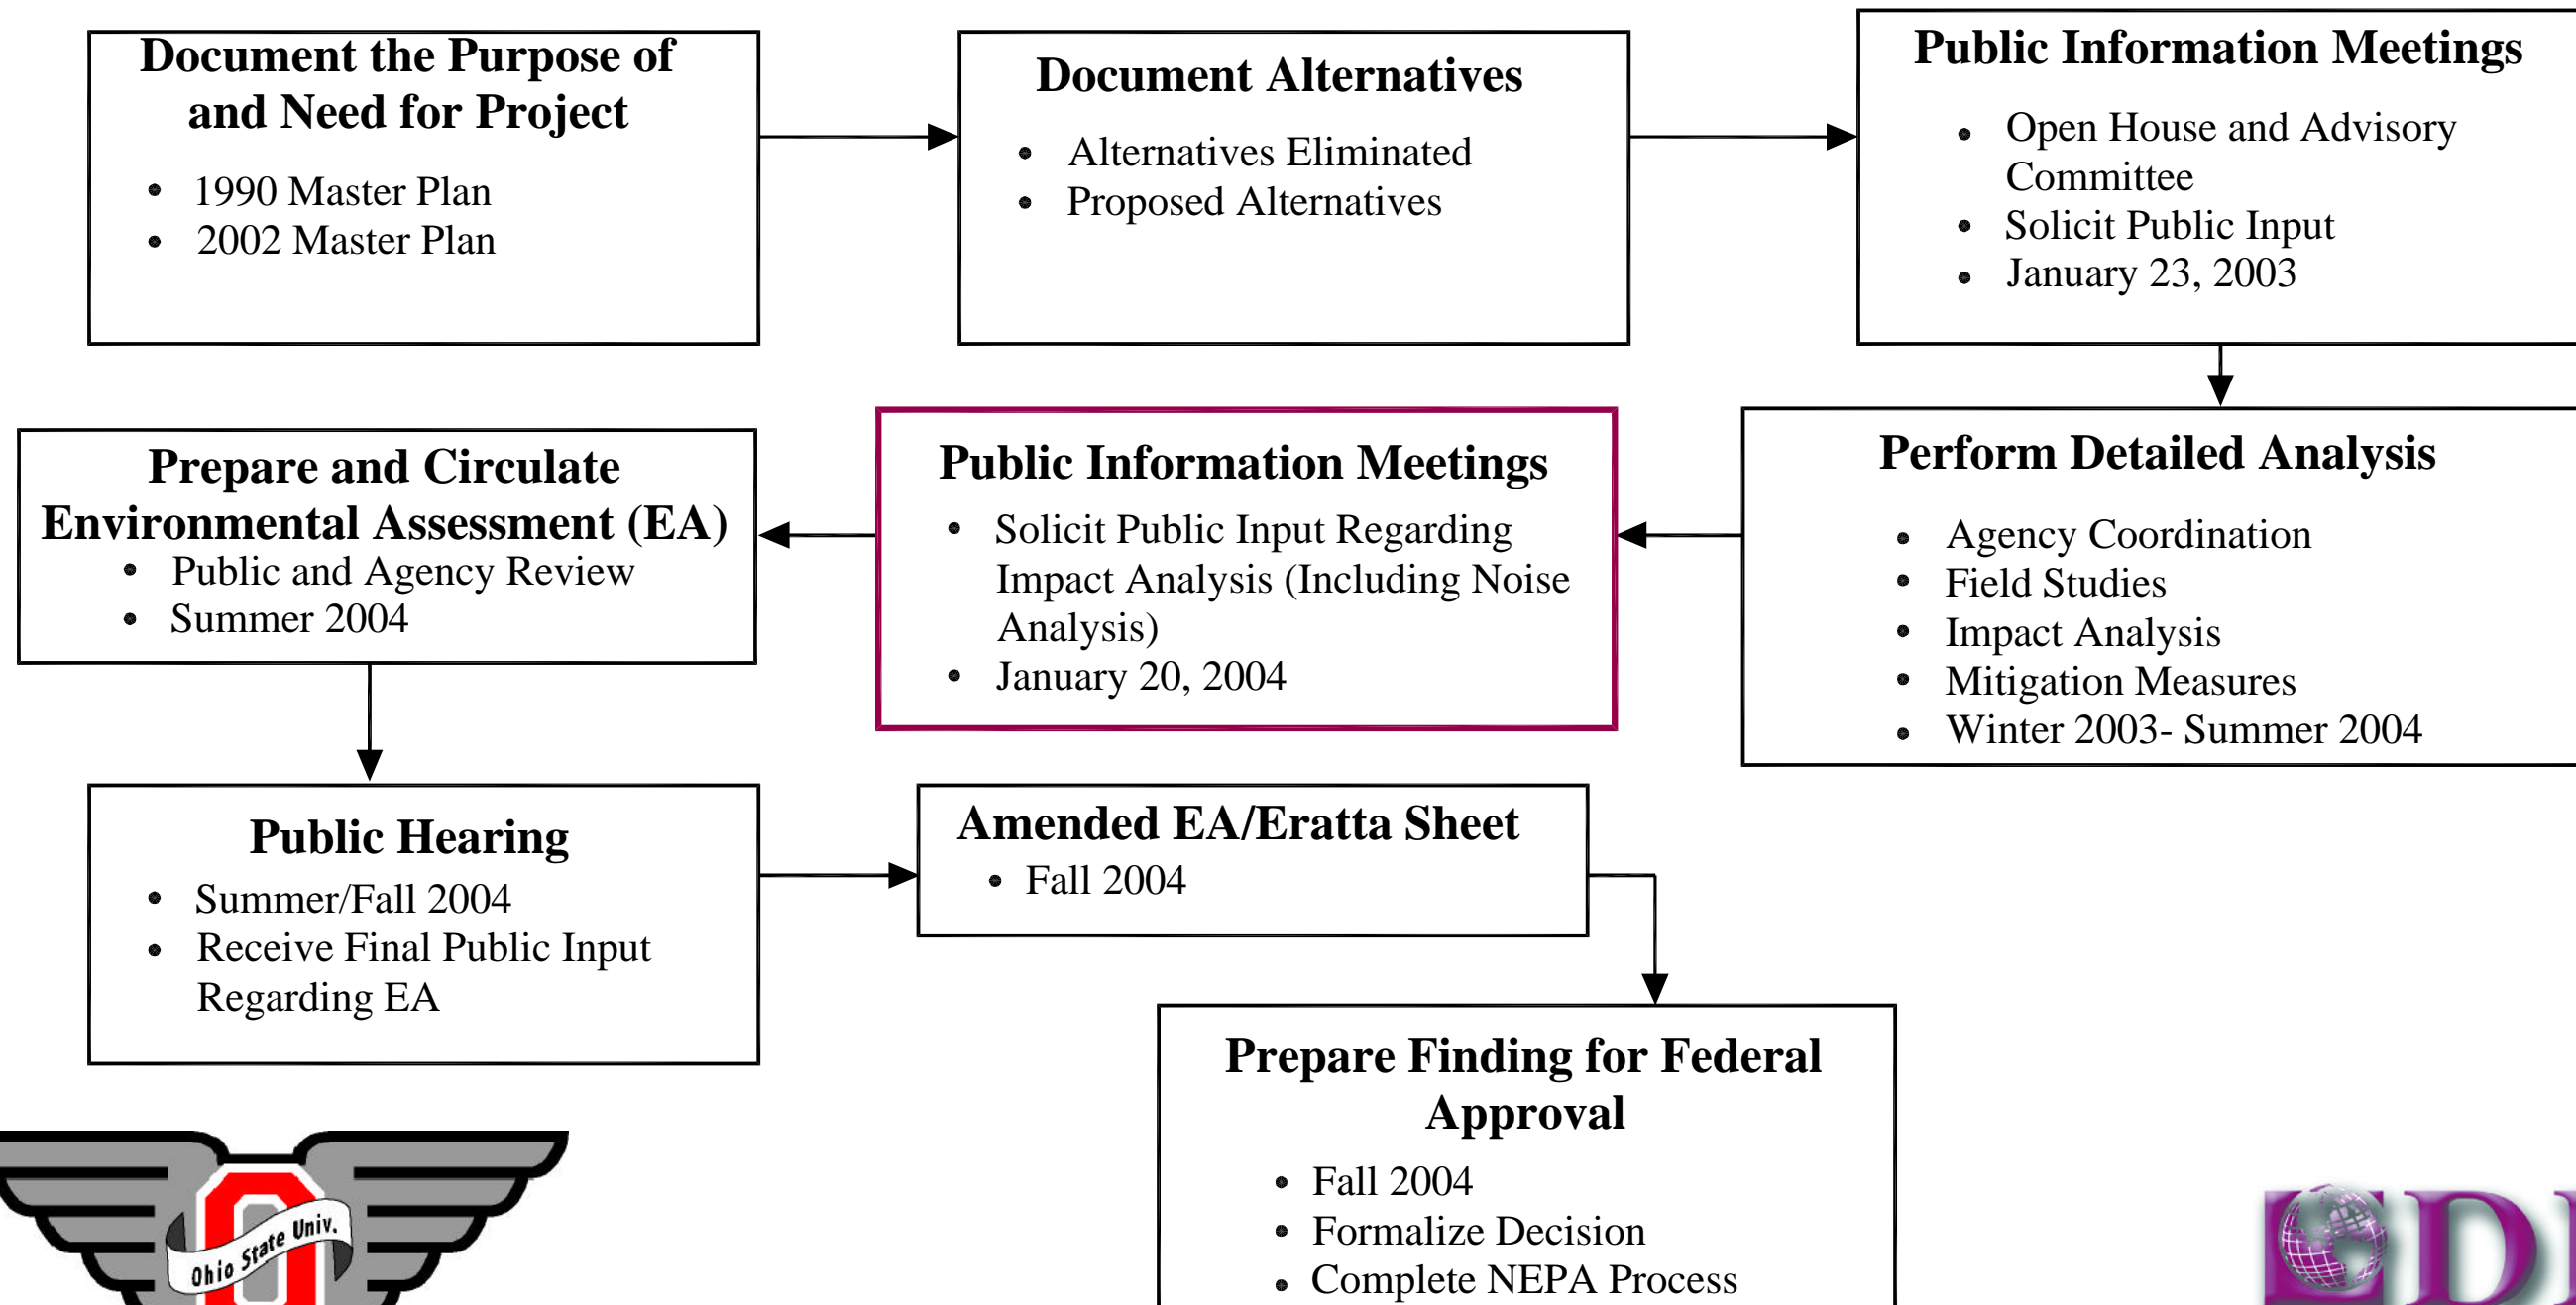 Document the Purpose of
and Need for Project
• 1990 Master Plan
• 2002 Master Plan
Document Alternatives
• Alternatives Eliminated
• Proposed Alternatives
Public Information Meetings
• Open House and Advisory
Committee
• Solicit Public Input
• January 23, 2003
Perform Detailed Analysis
• Agency Coordination
• Field Studies
• Impact Analysis
• Mitigation Measures
• Winter 2003- Summer 2004
Public Information Meetings
• Solicit Public Input Regarding
Impact Analysis (Including Noise
Analysis)
• January 20, 2004
Prepare and Circulate
Environmental Assessment (EA)
• Public and Agency Review
• Summer 2004
Public Hearing
• Summer/Fall 2004
• Receive Final Public Input
Regarding EA
Amended EA/Eratta Sheet
• Fall 2004
Prepare Finding for Federal
Approval
• Fall 2004
• Formalize Decision
• Complete NEPA Process
Ohio State Univ.
O
D